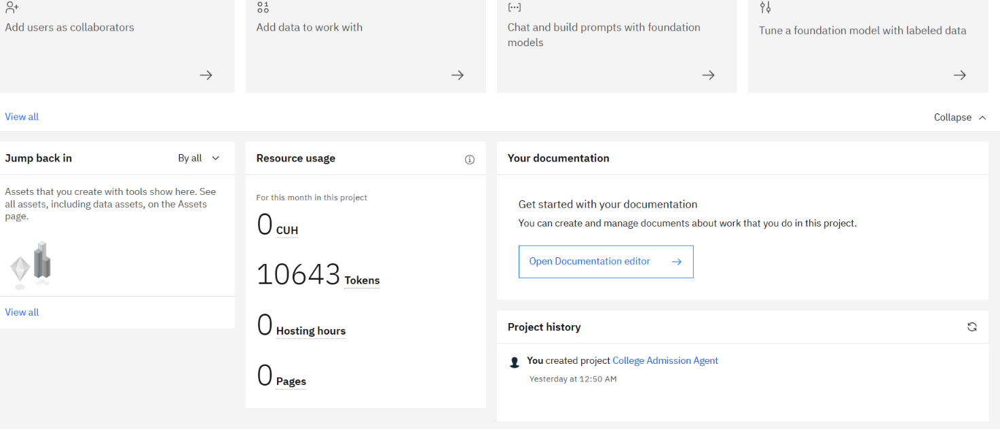 Add users as collaborators
Add data to work with
Chat and build prompts with foundation
models
Tune a foundation model with labeled data
View all
Collapse
Jump back in
By all
Assets that you create with tools show here. See
all assets, including data assets, on the Assets
page.
View all
Resource usage
For this month in this project
0 CUH
10643 Tokens
0 Hosting hours
0 Pages
Your documentation
Get started with your documentation
You can create and manage documents about work that you do in this project.
Open Documentation editor
Project history
You created project College Admission Agent
Yesterday at 12:50 AM